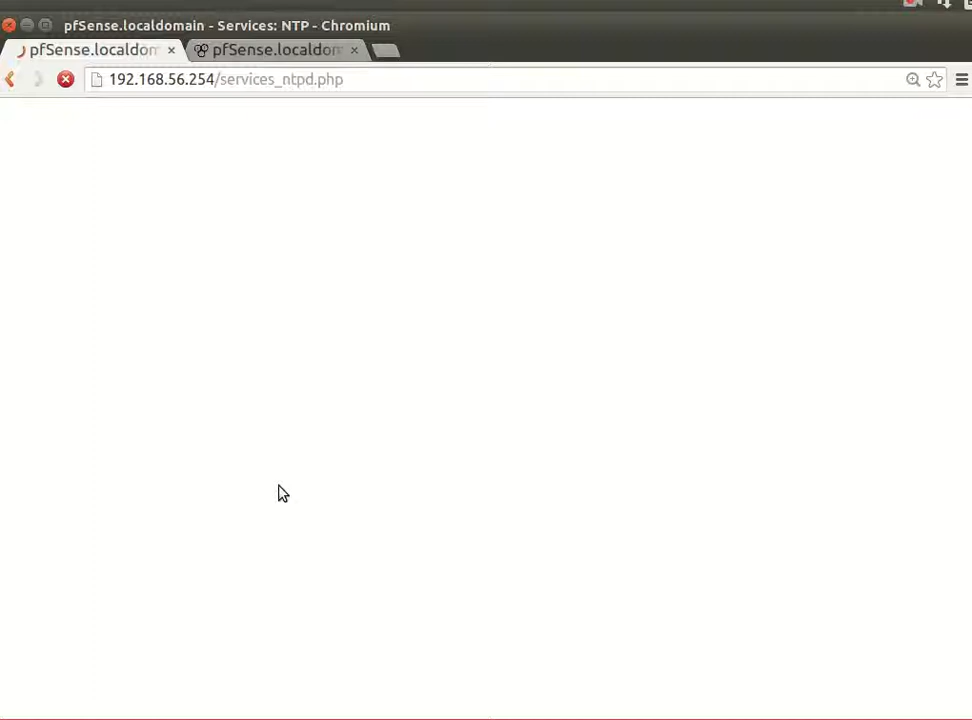 pfSense.localdomain - Services: NTP - Chromium
pfSense.localdom
pfSense.localdom
192.168.56.254/services_ntpd.php